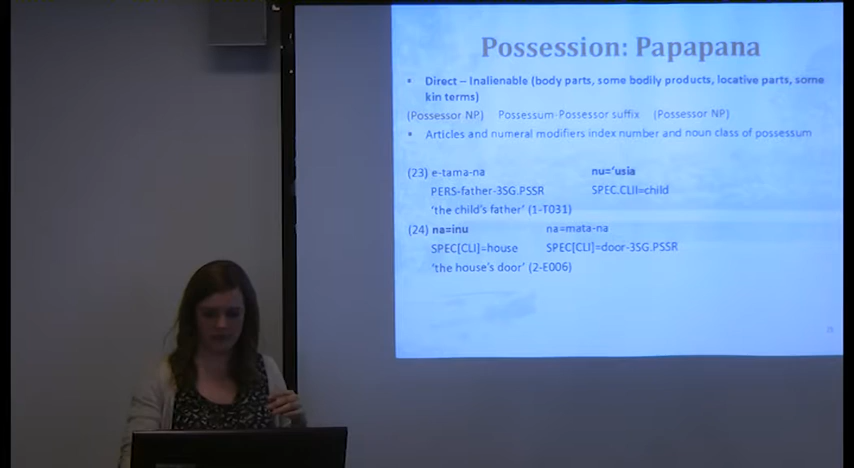 Possession: Papapana
▪ Direct – Inalienable (body parts, some bodily products, locative parts, some
kin terms)
(Possessor NP) Possessum-Possessor suffix (Possessor NP)
▪ Articles and numeral modifiers index number and noun class of possessum
(23) e-tama-na nu='usia
PERS-father-3SG.PSSR SPEC.CLII=child
'the child's father' (1-T031)
(24) na=inu na=mata-na
SPEC[CLI]=house SPEC[CLI]=door-3SG.PSSR
'the house's door' (2-E006)